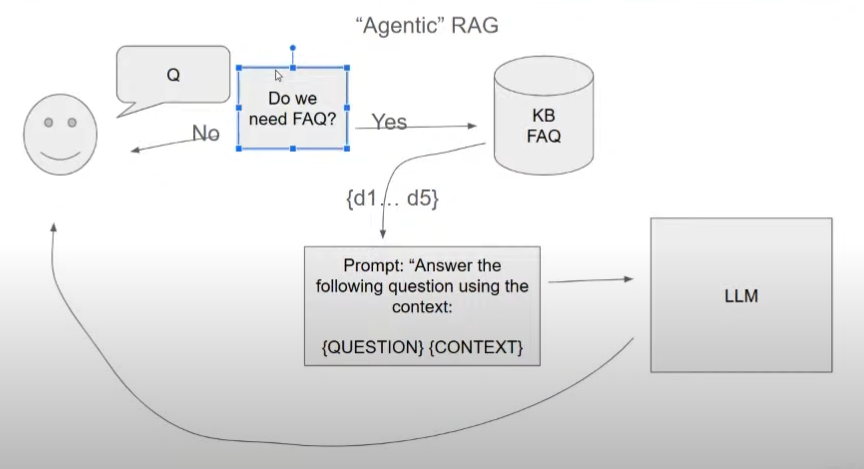 “Agentic” RAG
Q
Do we
need FAQ?
No
Yes
KB
FAQ
{d1... d5}
Prompt: “Answer the
following question using the
context:
{QUESTION} {CONTEXT}
LLM